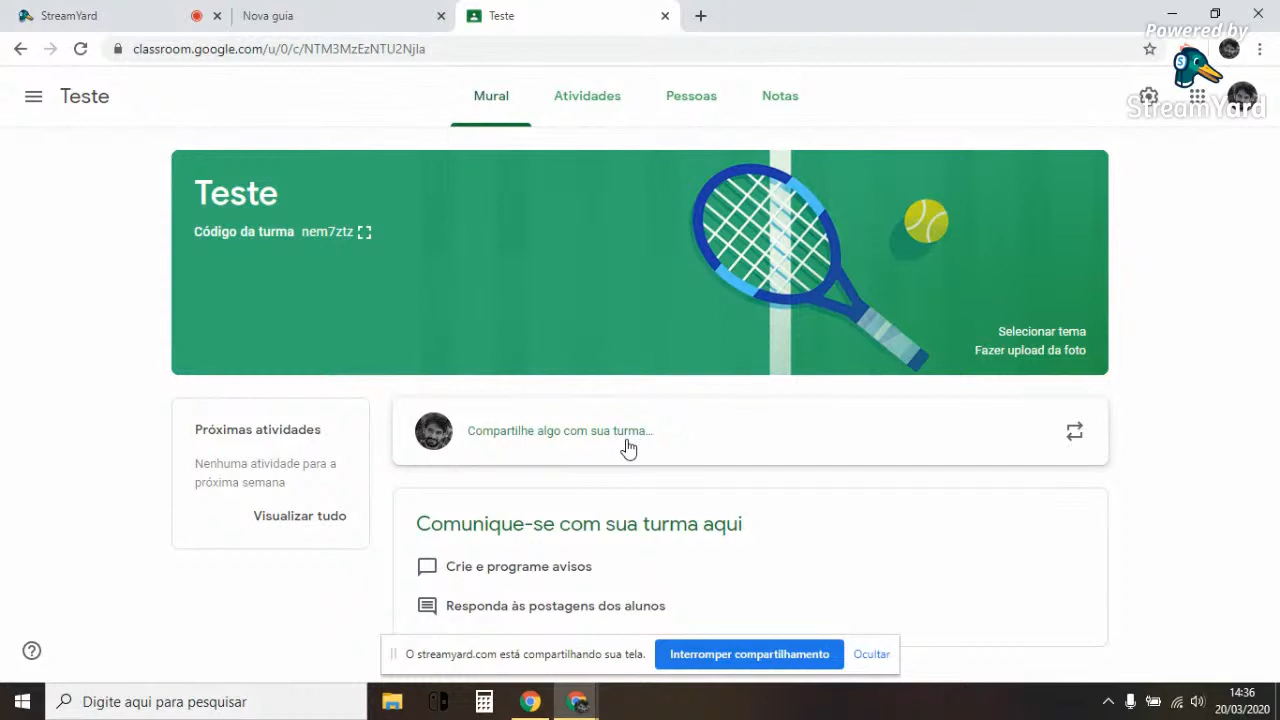 StreamYard
Nova guia
Teste
classroom.google.com/u/0/c/NTM3MzEzNTU2Njla
Powered by
StreamYard
Teste
Mural
Atividades
Pessoas
Notas
Teste
Código da turma nem7ztz
Selecionar tema
Fazer upload da foto
Próximas atividades
Nenhuma atividade para a
próxima semana
Visualizar tudo
Compartilhe algo com sua turma...
Comunique-se com sua turma aqui
Crie e programe avisos
Responda às postagens dos alunos
O streamyard.com está compartilhando sua tela.
Interromper compartilhamento
Ocultar
Digite aqui para pesquisar
14:36
20/03/2020